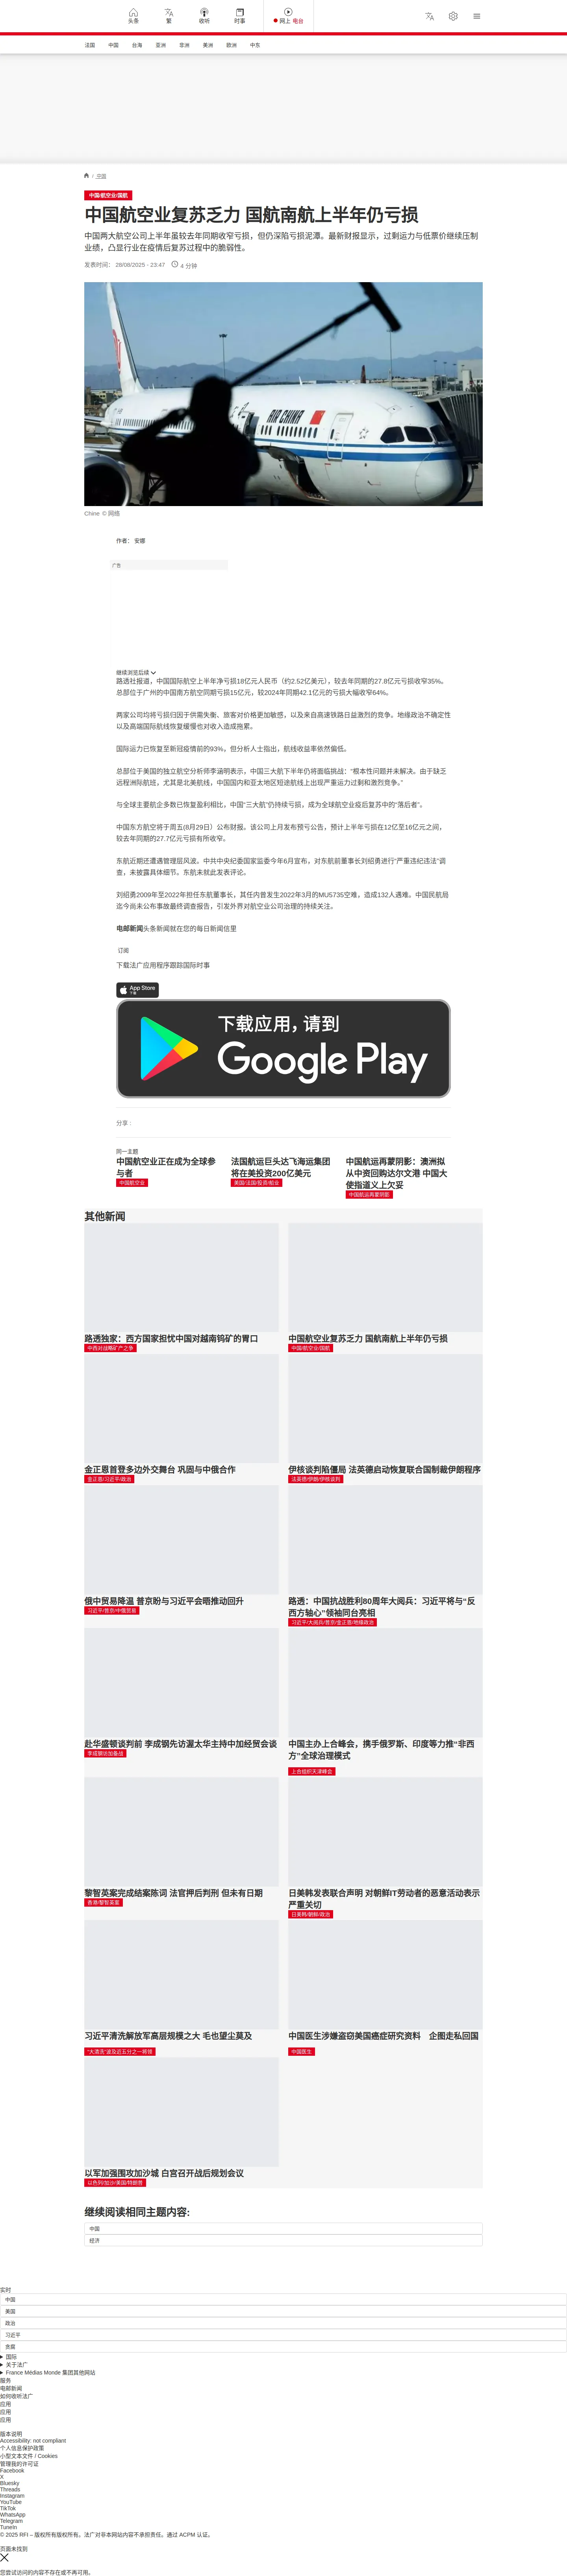 头条
繁
收听
时事
网上 电台
法国
中国
台海
亚洲
非洲
美洲
欧洲
中东
/ 中国
中国/航空业/国航
中国航空业复苏乏力 国航南航上半年仍亏损
中国两大航空公司上半年虽较去年同期收窄亏损，但仍深陷亏损泥潭。最新财报显示，过剩运力与低票价继续压制
业绩，凸显行业在疫情后复苏过程中的脆弱性。
发表时间： 28/08/2025 - 23:47
4 分钟
AIR CHINA
Chine © 网络
作者： 安娜
广告
继续浏览后续
路透社报道，中国国际航空上半年净亏损18亿元人民币（约2.52亿美元），较去年同期的27.8亿元亏损收窄35%。
总部位于广州的中国南方航空同期亏损15亿元，较2024年同期42.1亿元的亏损大幅收窄64%。
两家公司均将亏损归因于供需失衡、旅客对价格更加敏感，以及来自高速铁路日益激烈的竞争。地缘政治不确定性
以及高端国际航线恢复缓慢也对收入造成拖累。
国际运力已恢复至新冠疫情前的93%，但分析人士指出，航线收益率依然偏低。
总部位于美国的独立航空分析师李涵明表示，中国三大航下半年仍将面临挑战：“根本性问题并未解决。由于缺乏
远程洲际航班，尤其是北美航线，中国国内和亚太地区短途航线上出现严重运力过剩和激烈竞争。”
与全球主要航企多数已恢复盈利相比，中国“三大航”仍持续亏损，成为全球航空业疫后复苏中的“落后者”。
中国东方航空将于周五(8月29日）公布财报。该公司上月发布预亏公告，预计上半年亏损在12亿至16亿元之间，
较去年同期的27.7亿元亏损有所收窄。
东航近期还遭遇管理层风波。中共中央纪委国家监委今年6月宣布，对东航前董事长刘绍勇进行“严重违纪违法”调
查，未披露具体细节。东航未就此发表评论。
刘绍勇2009年至2022年担任东航董事长，其任内曾发生2022年3月的MU5735空难，造成132人遇难。中国民航局
迄今尚未公布事故最终调查报告，引发外界对航空业公司治理的持续关注。
电邮新闻头条新闻就在您的每日新闻信里
订阅
下载法广应用程序跟踪国际时事
App Store
下载
下载应用，请到
Google Play
分享 :
同一主题
中国航空业正在成为全球参
与者
中国航空业
法国航运巨头达飞海运集团
将在美投资200亿美元
美国/法国/投资/船业
中国航运再蒙阴影：澳洲拟
从中资回购达尔文港 中国大
使指道义上欠妥
中国航运再蒙阴影
其他新闻
路透独家：西方国家担忧中国对越南钨矿的胃口
中西对战略矿产之争
中国航空业复苏乏力 国航南航上半年仍亏损
中国/航空业/国航
金正恩首登多边外交舞台 巩固与中俄合作
金正恩/习近平/政治
伊核谈判陷僵局 法英德启动恢复联合国制裁伊朗程序
法英德/伊朗/伊核谈判
俄中贸易降温 普京盼与习近平会晤推动回升
习近平/普京/中俄贸易
路透：中国抗战胜利80周年大阅兵：习近平将与“反
西方轴心”领袖同台亮相
习近平/大阅兵/普京/金正恩/地缘政治
赴华盛顿谈判前 李成钢先访渥太华主持中加经贸会谈
李成钢访加备战
中国主办上合峰会，携手俄罗斯、印度等力推“非西
方”全球治理模式
上合组织天津峰会
黎智英案完成结案陈词 法官押后判刑 但未有日期
香港/黎智英案
日美韩发表联合声明 对朝鲜IT劳动者的恶意活动表示
严重关切
日美韩/朝鲜/政治
习近平清洗解放军高层规模之大 毛也望尘莫及
“大清洗”波及近五分之一将领
中国医生涉嫌盗窃美国癌症研究资料　企图走私回国
中国医生
以军加强围攻加沙城 白宫召开战后规划会议
以色列/加沙/美国/特朗普
继续阅读相同主题内容:
中国
经济
实时
中国
美国
政治
习近平
贪腐
国际
关于法广
France Médias Monde 集团其他网站
服务
电邮新闻
如何收听法广
应用
应用
应用
版本说明
Accessibility: not compliant
个人信息保护政策
小型文本文件 / Cookies
管理我的许可证
Facebook
X
Bluesky
Threads
Instagram
YouTube
TikTok
WhatsApp
Telegram
TuneIn
© 2025 RFI – 版权所有版权所有。法广对非本网站内容不承担责任。通过 ACPM 认证。
页面未找到
您尝试访问的内容不存在或不再可用。